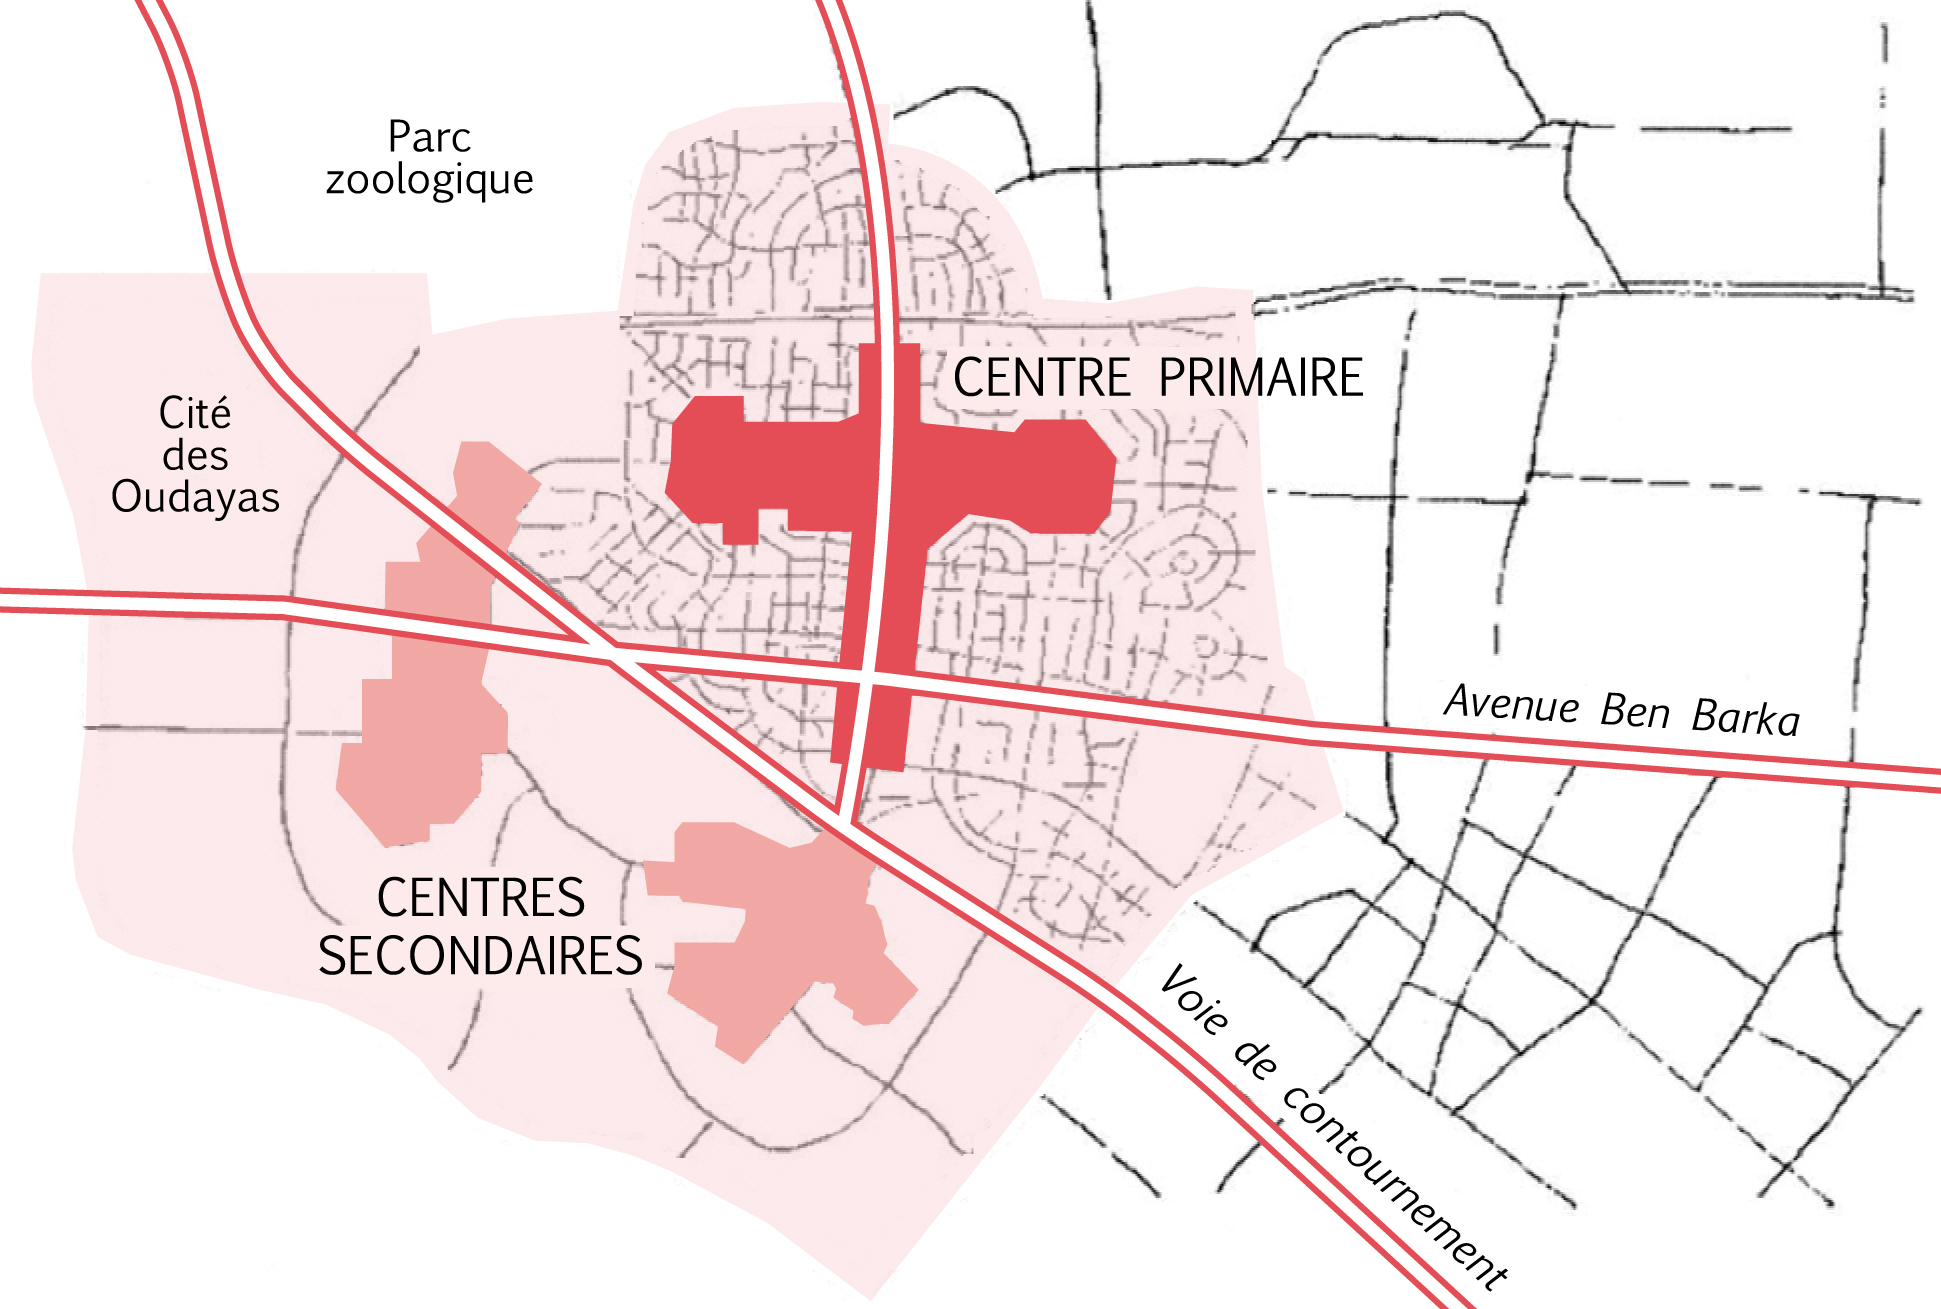 Parc
zoologique
CENTRE PRIMAIRE
Cité
des
Oudayas
Avenue Ben Barka
CENTRES
SECONDAIRES
Voie de contournement